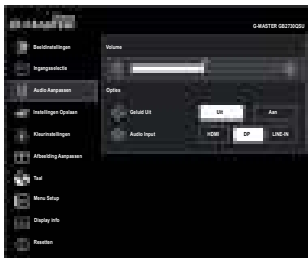 G-MASTER GB2730QSU
Beeldinstellingen
Ingangsselectie
Audio Aanpassen
Instellingen Opslaan
Kleurinstellingen
Afbeelding Aanpassen
Taal
Menu Setup
Display info
Resetten
Volume
Opties
Geluid Uit
Uit
Aan
Audio Input
HDMI
DP
LINE-IN